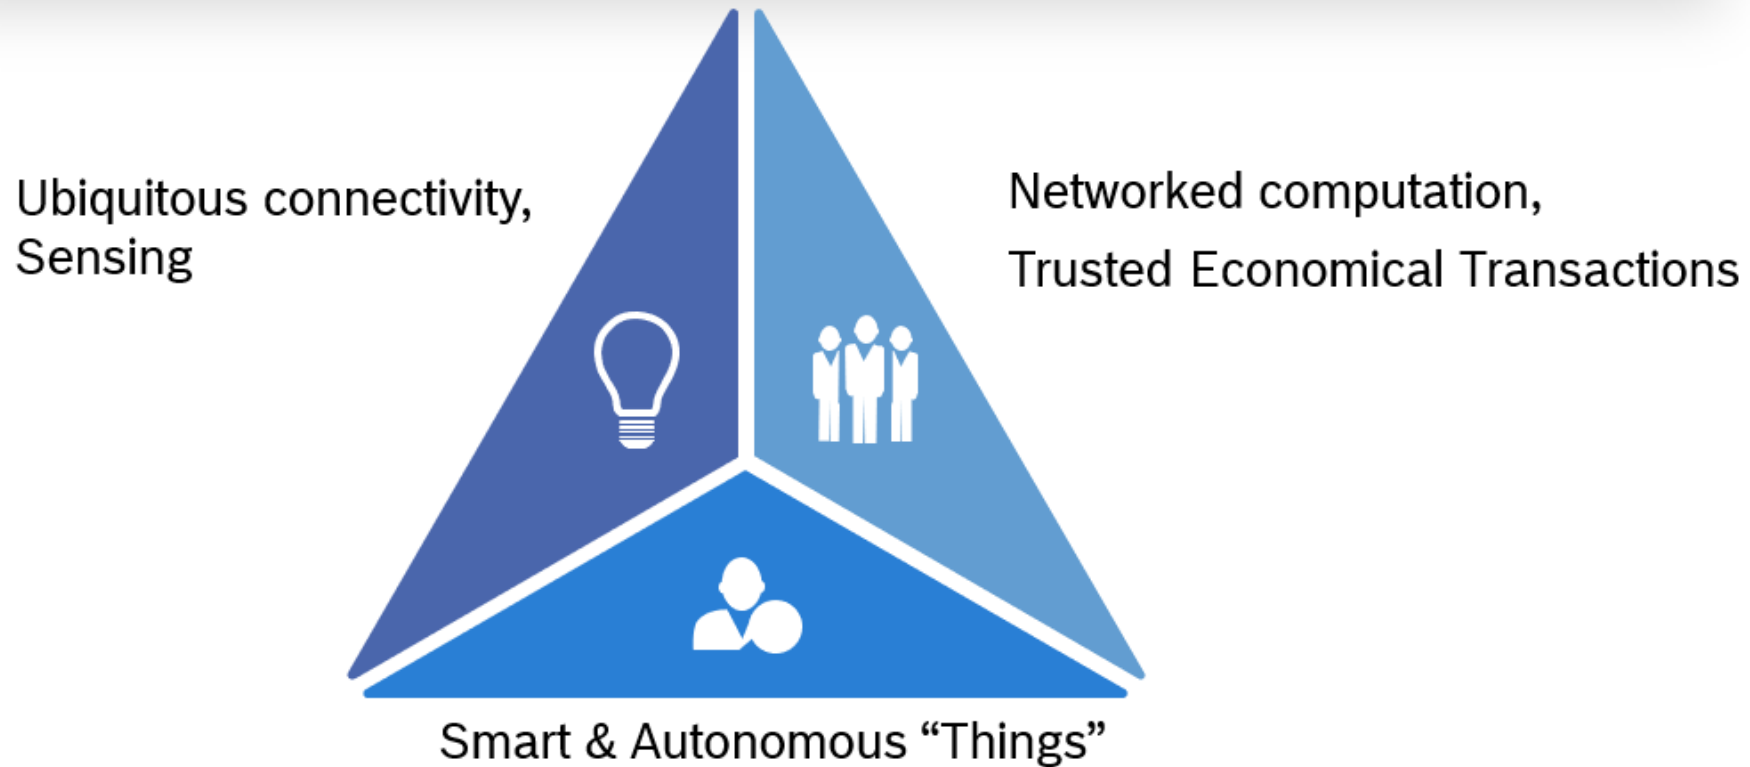 Ubiquitous connectivity,
Sensing
Networked computation,
Trusted Economical Transactions
Smart & Autonomous “Things”